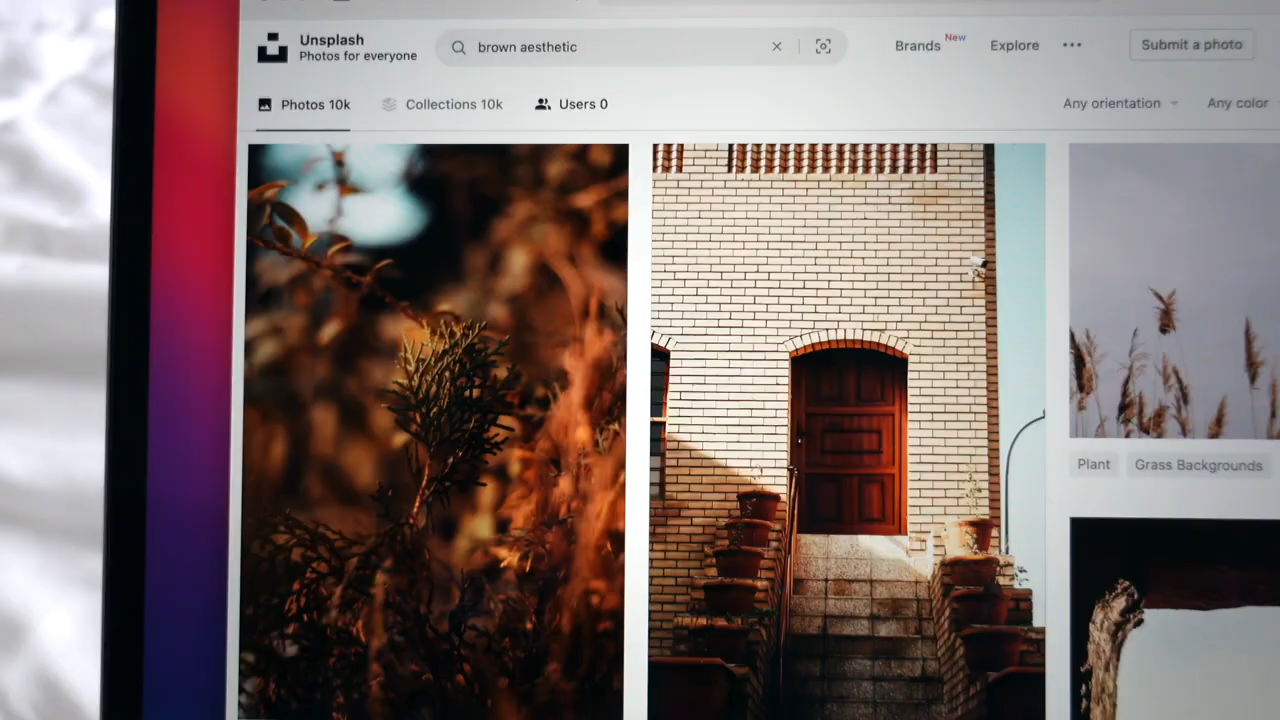 Unsplash
Photos for everyone
brown aesthetic
Brands New
Explore
Submit a photo
Photos 10k
Collections 10k
Users 0
Any orientation
Any color
Plant
Grass Backgrounds